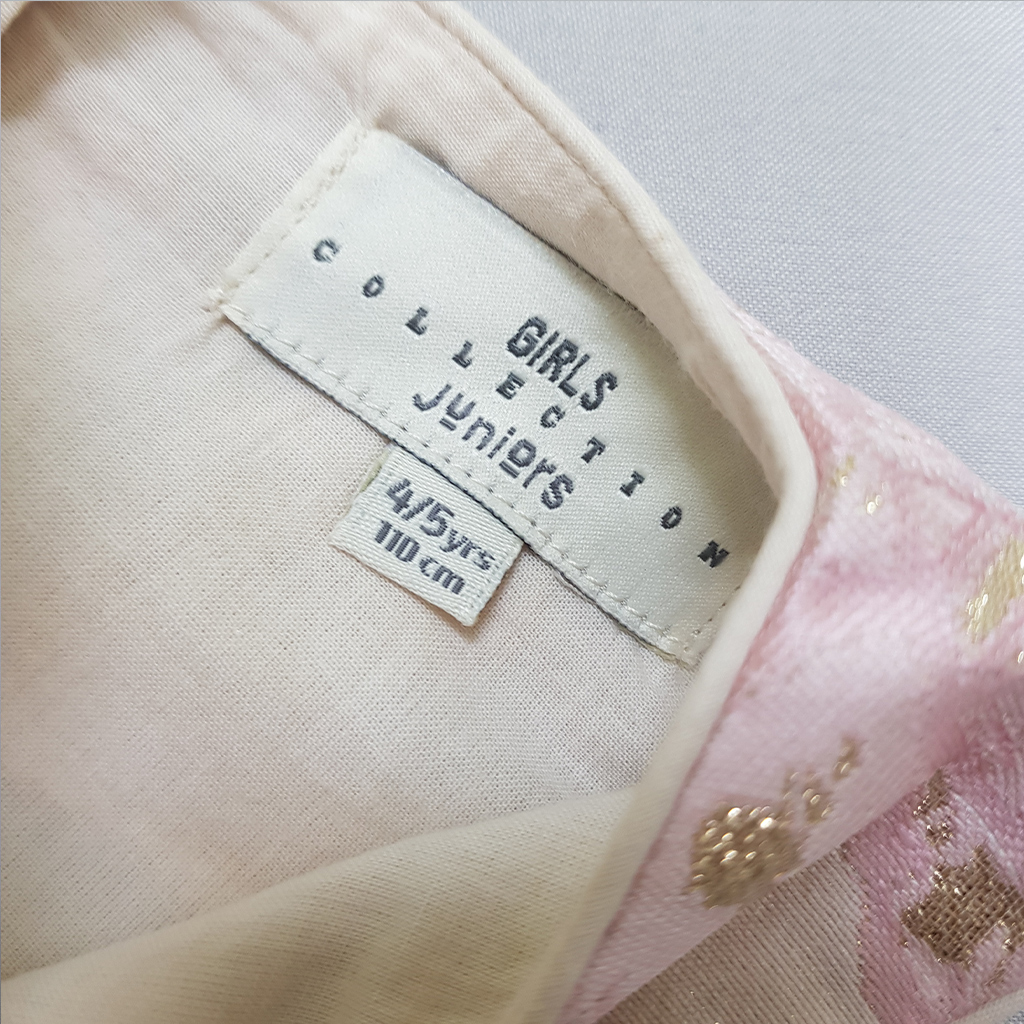 GIRLS
COLLECTION
JUNIORS
4/5yrs
110 cm